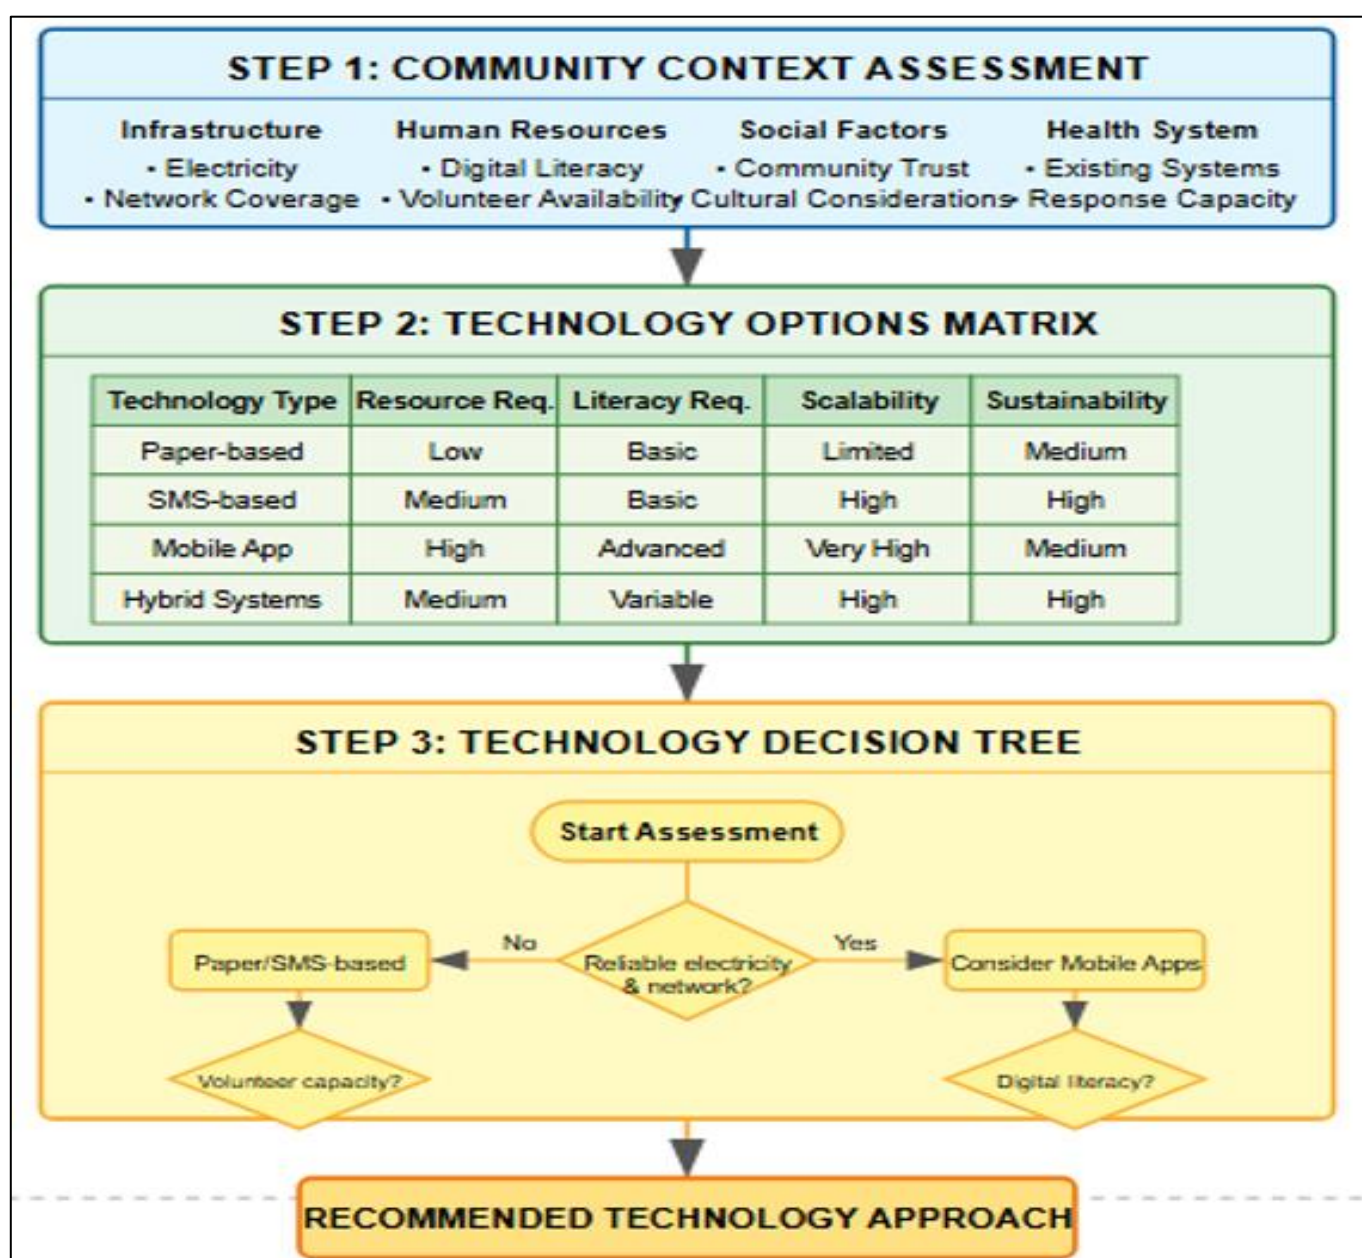 STEP 1: COMMUNITY CONTEXT ASSESSMENT
Infrastructure Human Resources Social Factors Health System
• Electricity • Digital Literacy • Community Trust • Existing Systems
• Network Coverage • Volunteer Availability • Cultural Considerations • Response Capacity
STEP 2: TECHNOLOGY OPTIONS MATRIX
Technology Type Resource Req. Literacy Req. Scalability Sustainability
Paper-based Low Basic Limited Medium
SMS-based Medium Basic High High
Mobile App High Advanced Very High Medium
Hybrid Systems Medium Variable High High
STEP 3: TECHNOLOGY DECISION TREE
Start Assessment
No Yes
Paper/SMS-based Reliable electricity Consider Mobile Apps
& network?
Volunteer capacity? Digital literacy?
RECOMMENDED TECHNOLOGY APPROACH